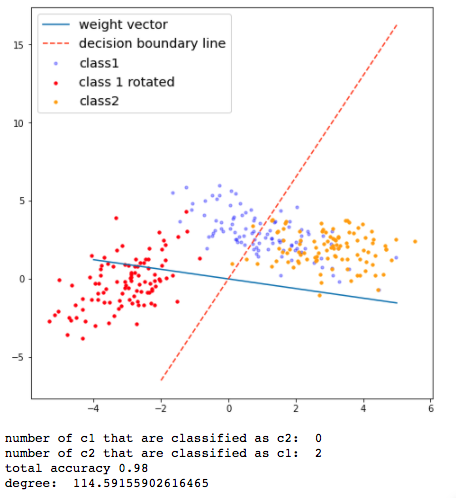 weight vector
decision boundary line
class1
class 1 rotated
class2
15
10
5
0
−5
−4
−2
0
2
4
6
number of c1 that are classified as c2: 0
number of c2 that are classified as c1: 2
total accuracy 0.98
degree: 114.59155902616465